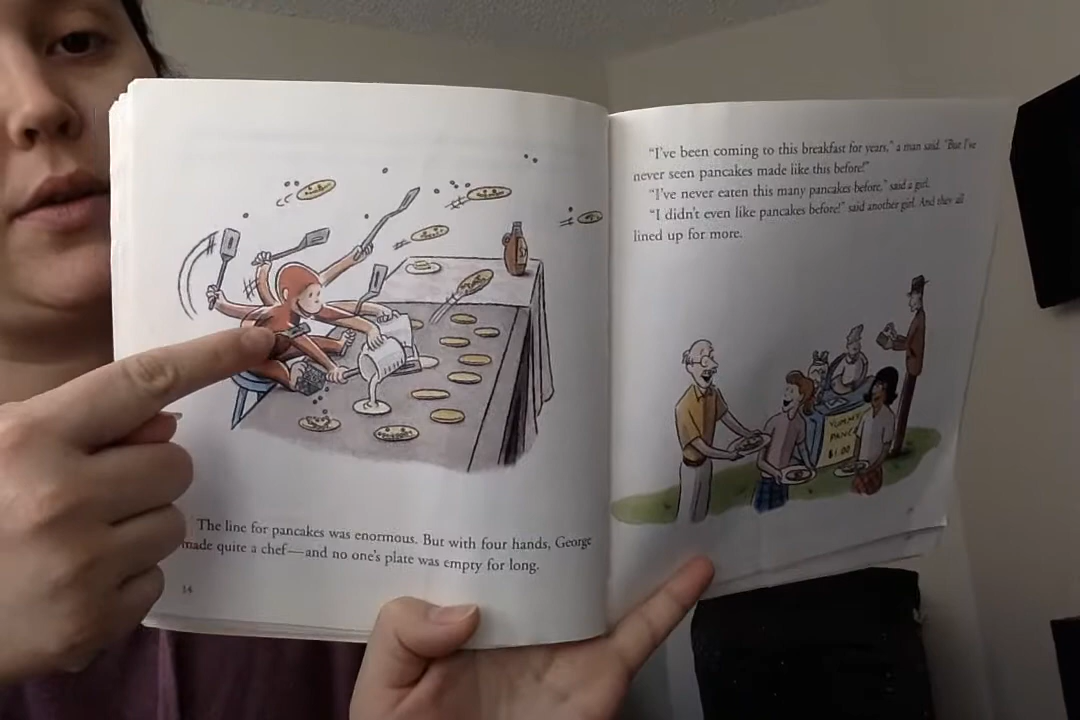 The line for pancakes was enormous. But with four hands, George
made quite a chef—and no one's plate was empty for long.
14
"I've been coming to this breakfast for years," a man said. "But I've
never seen pancakes made like this before!"
"I've never eaten this many pancakes before," said a girl.
"I didn't even like pancakes before!" said another girl. And they all
lined up for more.
YUMMY
PANC
$1.00